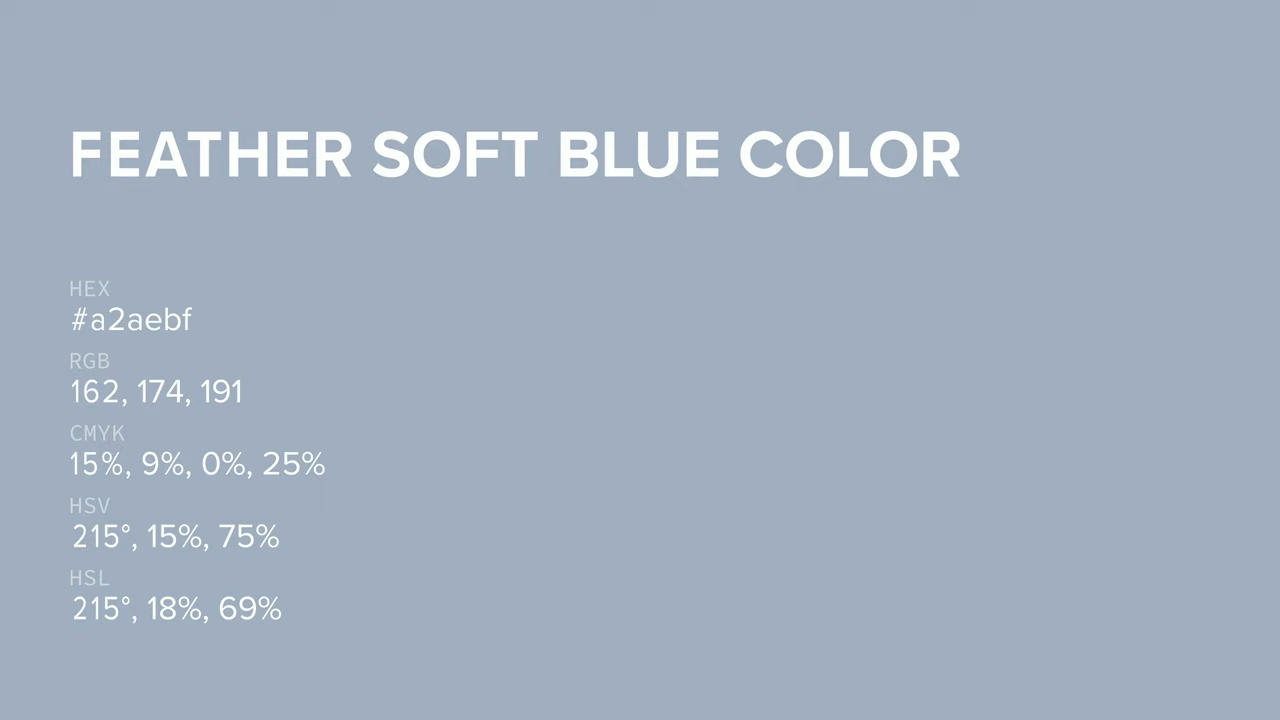 FEATHER SOFT BLUE COLOR
HEX
#a2aebf
RGB
162, 174, 191
CMYK
15%, 9%, 0%, 25%
HSV
215°, 15%, 75%
HSL
215°, 18%, 69%